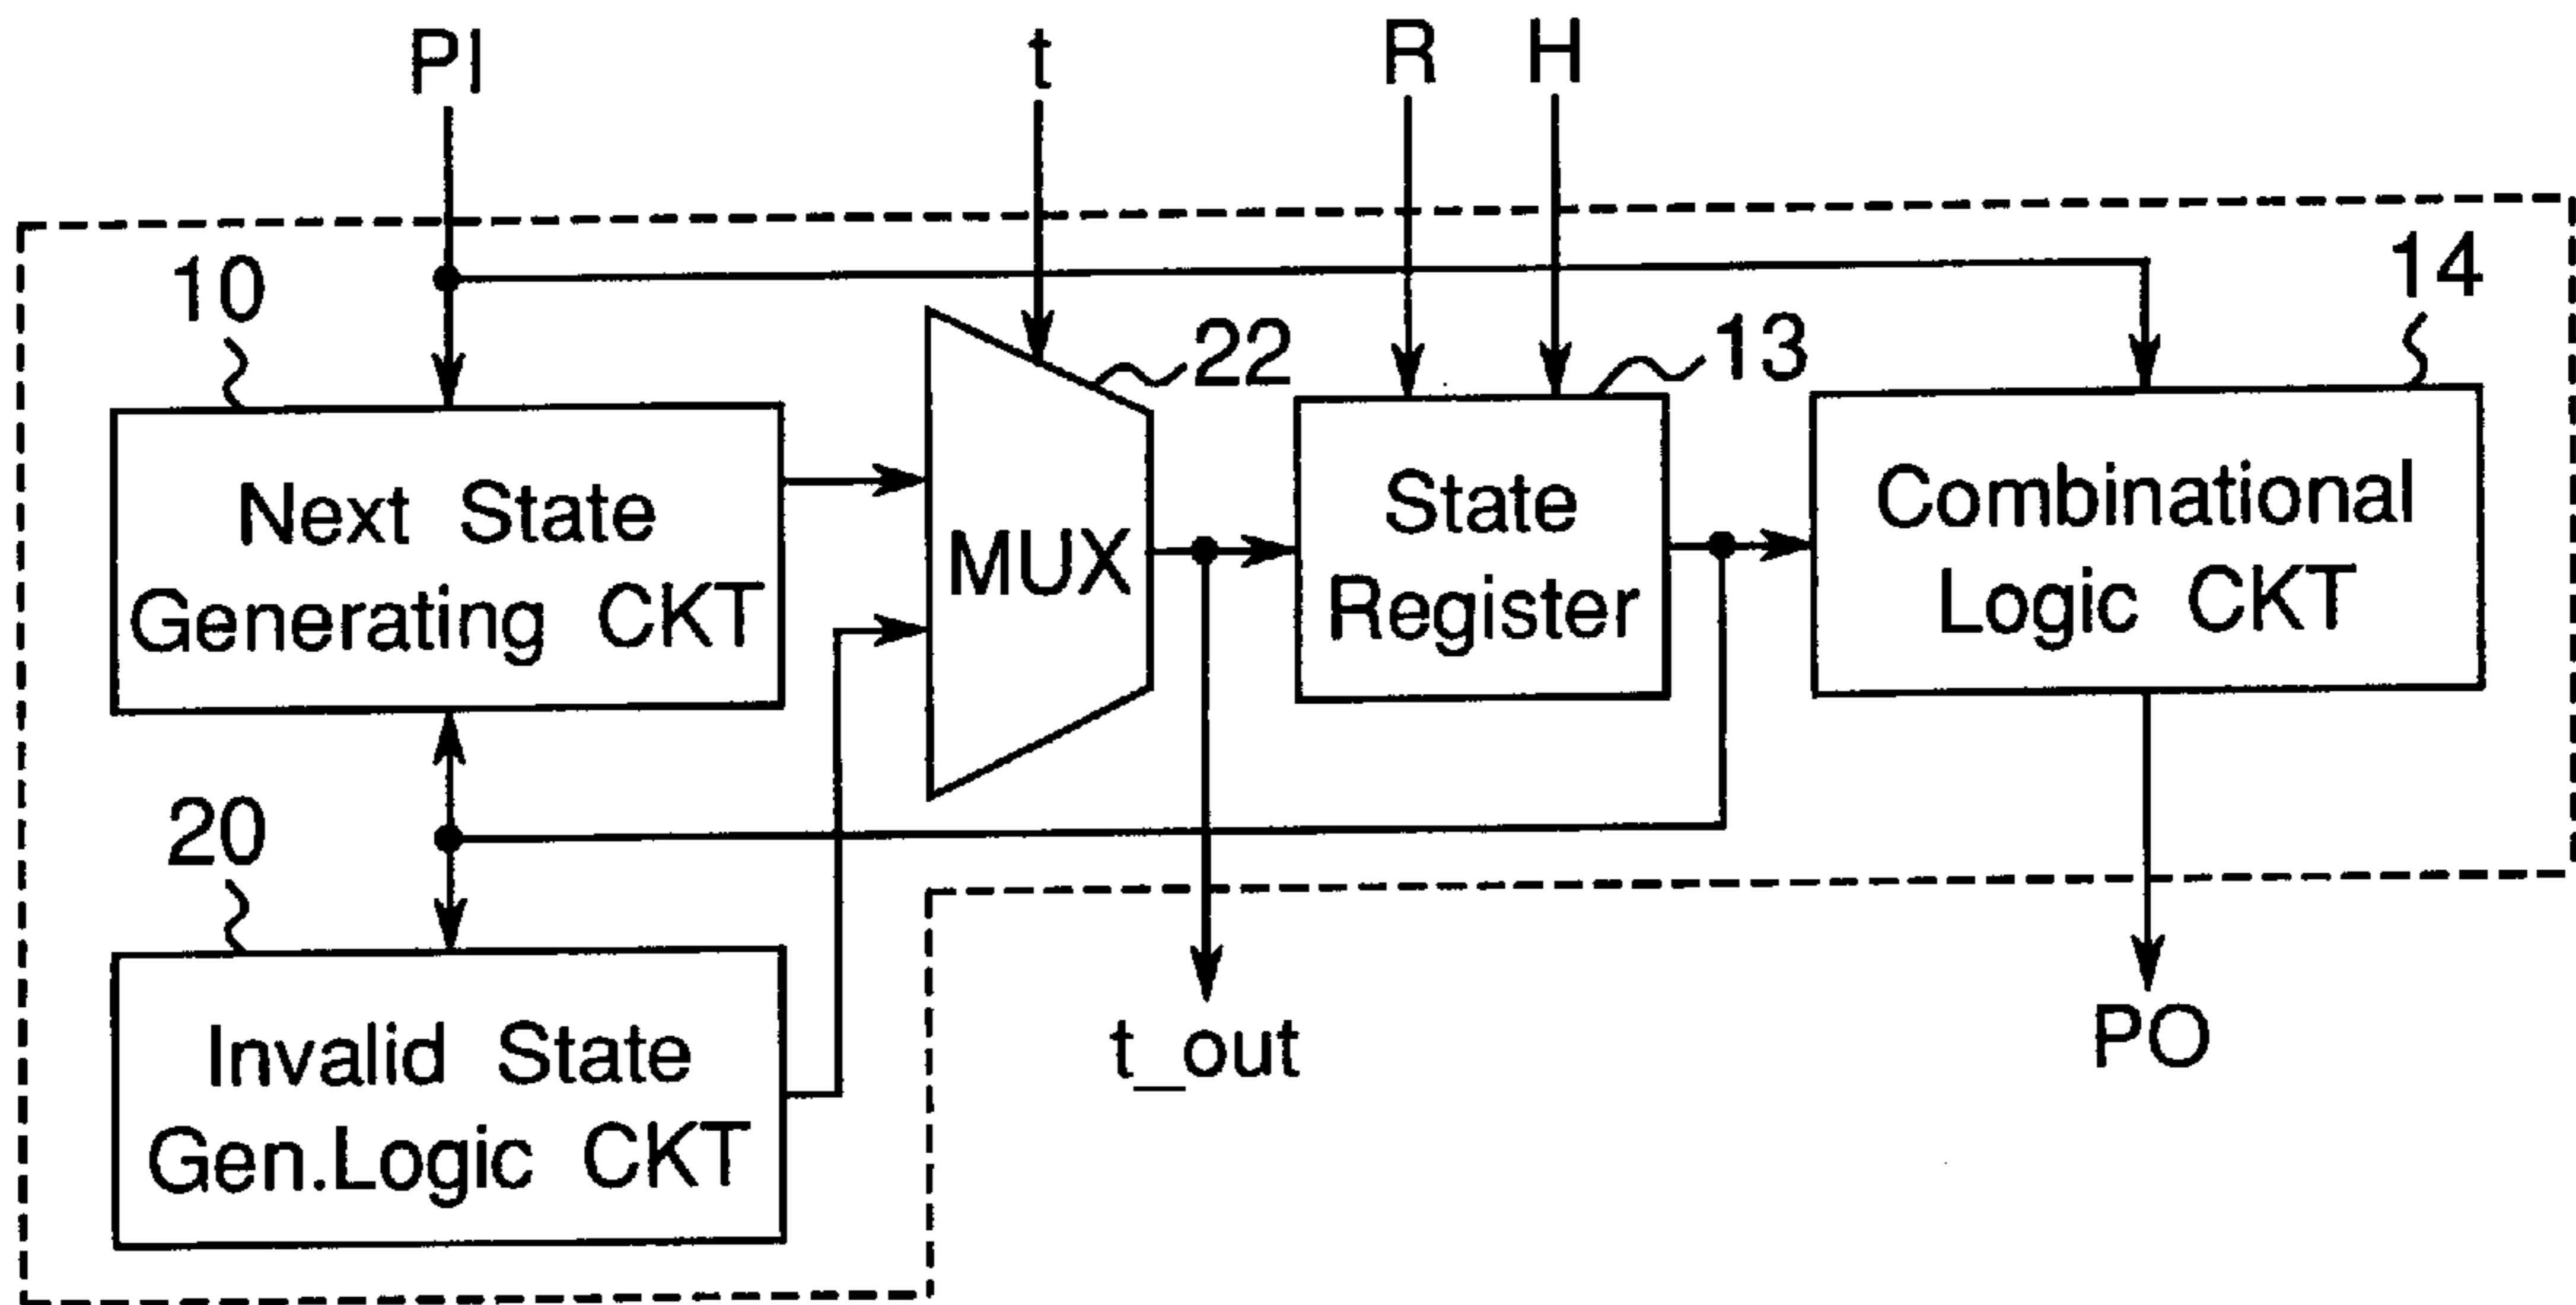 PI
t
R
H
10
14
22
13
Next State
Generating CKT
MUX
State
Register
Combinational
Logic CKT
20
Invalid State
Gen.Logic CKT
t_out
PO